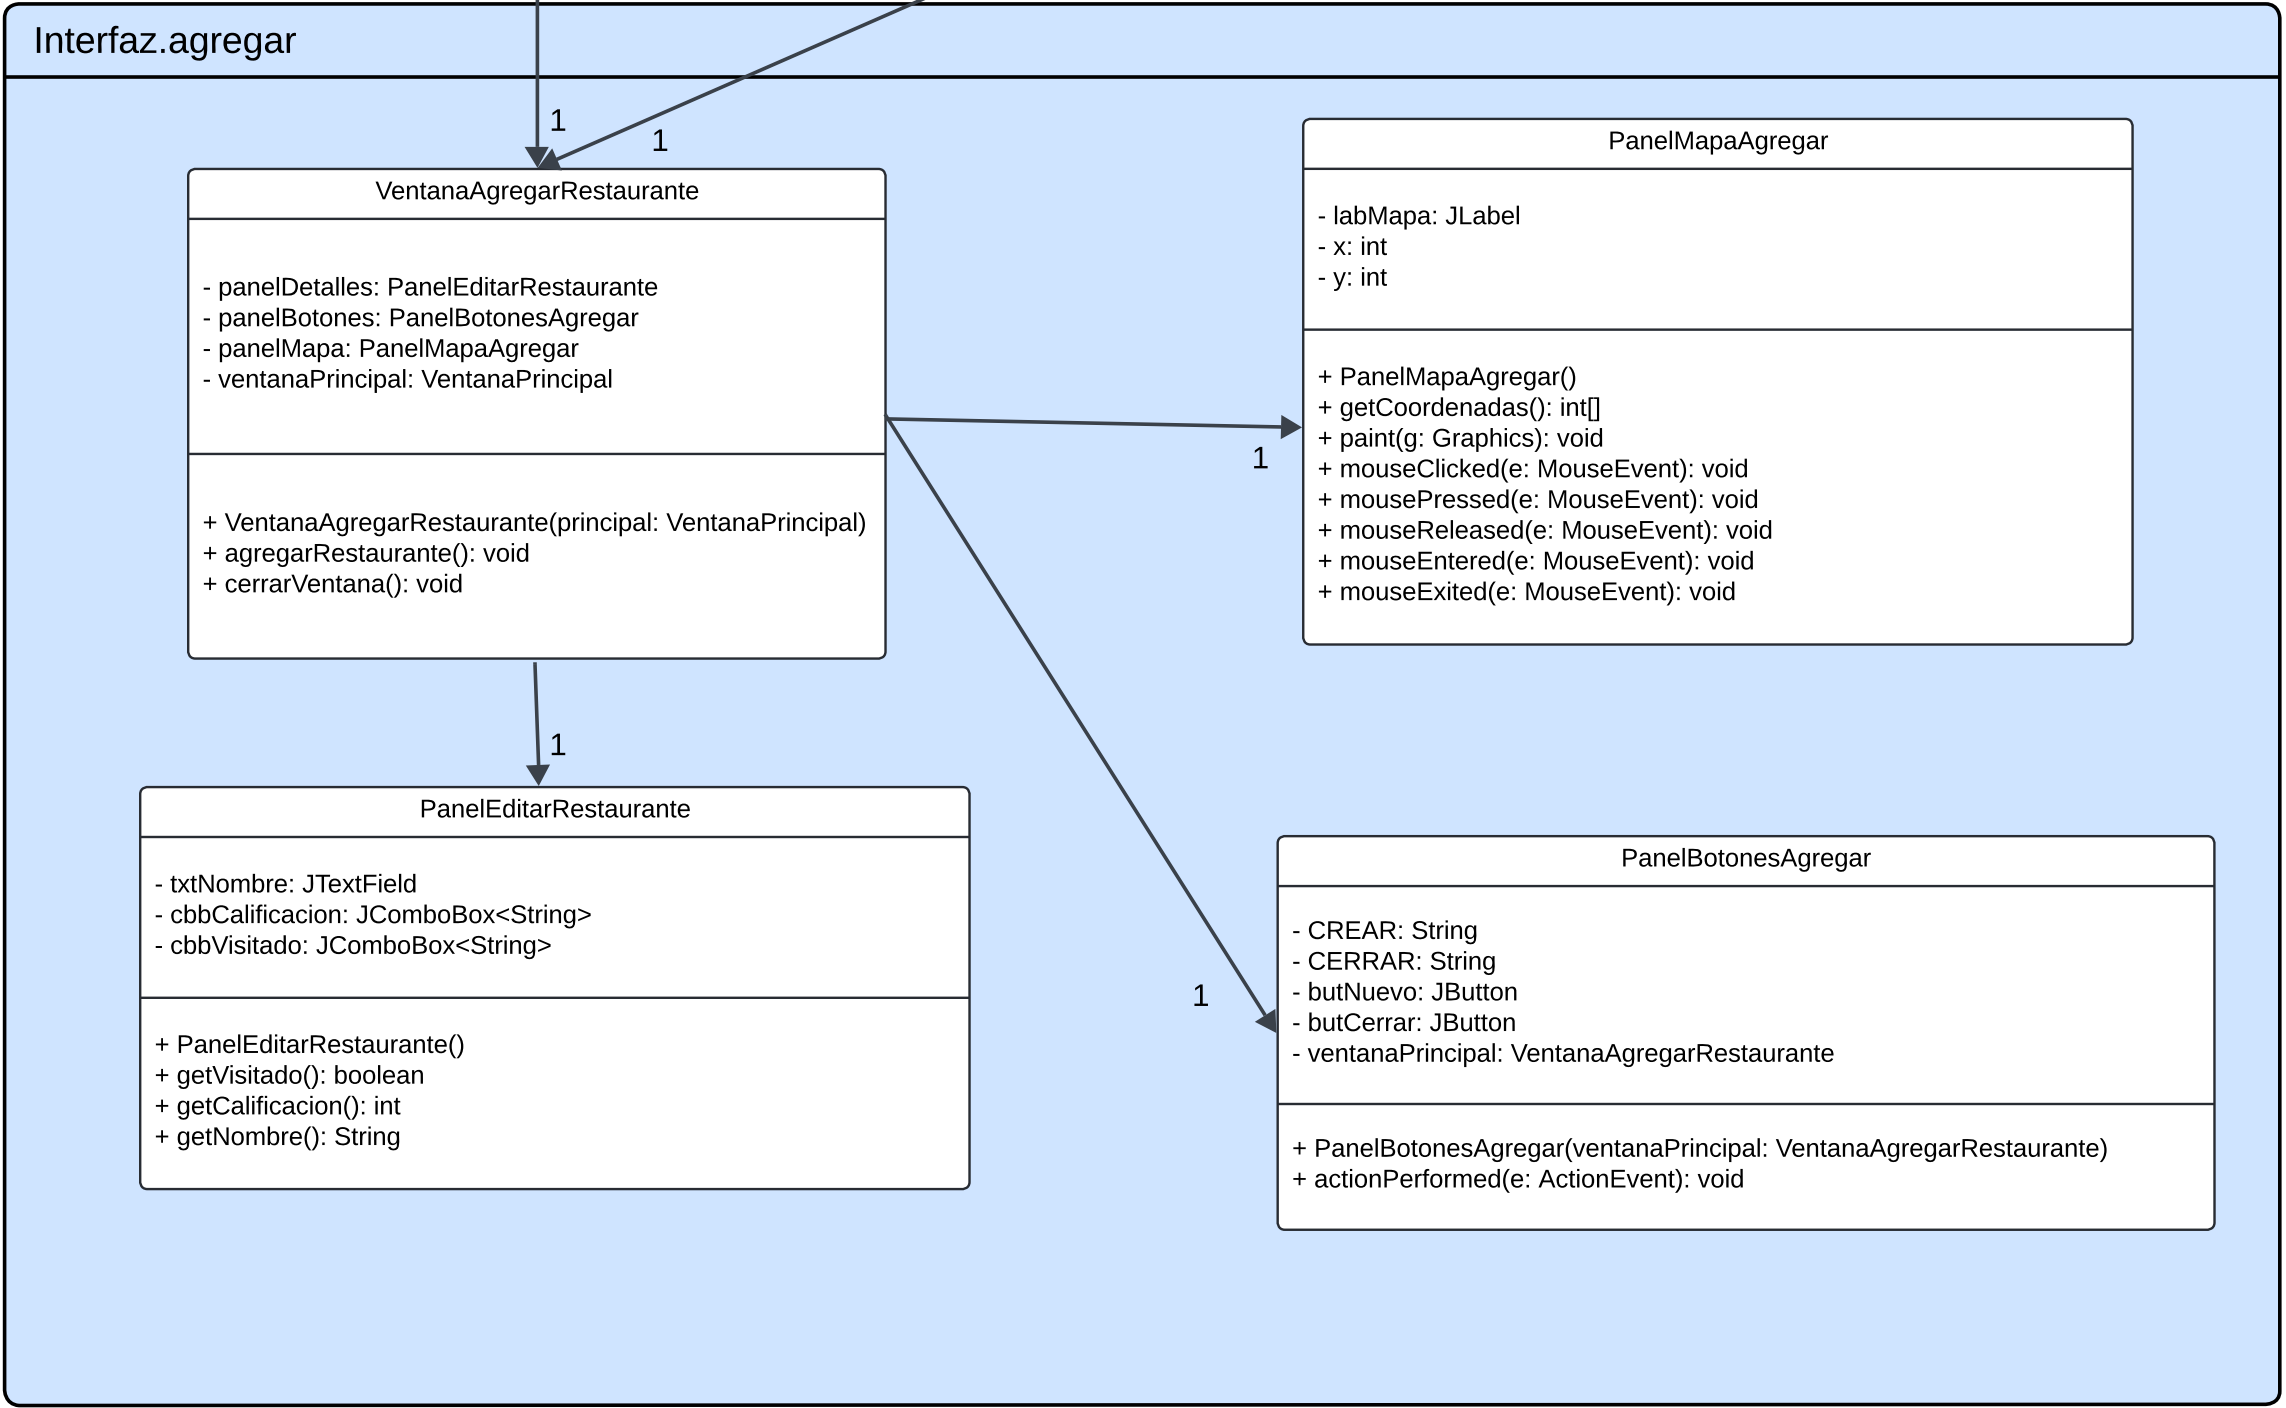 Interfaz.agregar
1
1
VentanaAgregarRestaurante
- panelDetalles: PanelEditarRestaurante
- panelBotones: PanelBotonesAgregar
- panelMapa: PanelMapaAgregar
- ventanaPrincipal: VentanaPrincipal
+ VentanaAgregarRestaurante(principal: VentanaPrincipal)
+ agregarRestaurante(): void
+ cerrarVentana(): void
PanelMapaAgregar
- labMapa: JLabel
- x: int
- y: int
+ PanelMapaAgregar()
+ getCoordenadas(): int[]
+ paint(g: Graphics): void
+ mouseClicked(e: MouseEvent): void
+ mousePressed(e: MouseEvent): void
+ mouseReleased(e: MouseEvent): void
+ mouseEntered(e: MouseEvent): void
+ mouseExited(e: MouseEvent): void
1
1
PanelEditarRestaurante
- txtNombre: JTextField
- cbbCalificacion: JComboBox<String>
- cbbVisitado: JComboBox<String>
+ PanelEditarRestaurante()
+ getVisitado(): boolean
+ getCalificacion(): int
+ getNombre(): String
1
PanelBotonesAgregar
- CREAR: String
- CERRAR: String
- butNuevo: JButton
- butCerrar: JButton
- ventanaPrincipal: VentanaAgregarRestaurante
+ PanelBotonesAgregar(ventanaPrincipal: VentanaAgregarRestaurante)
+ actionPerformed(e: ActionEvent): void